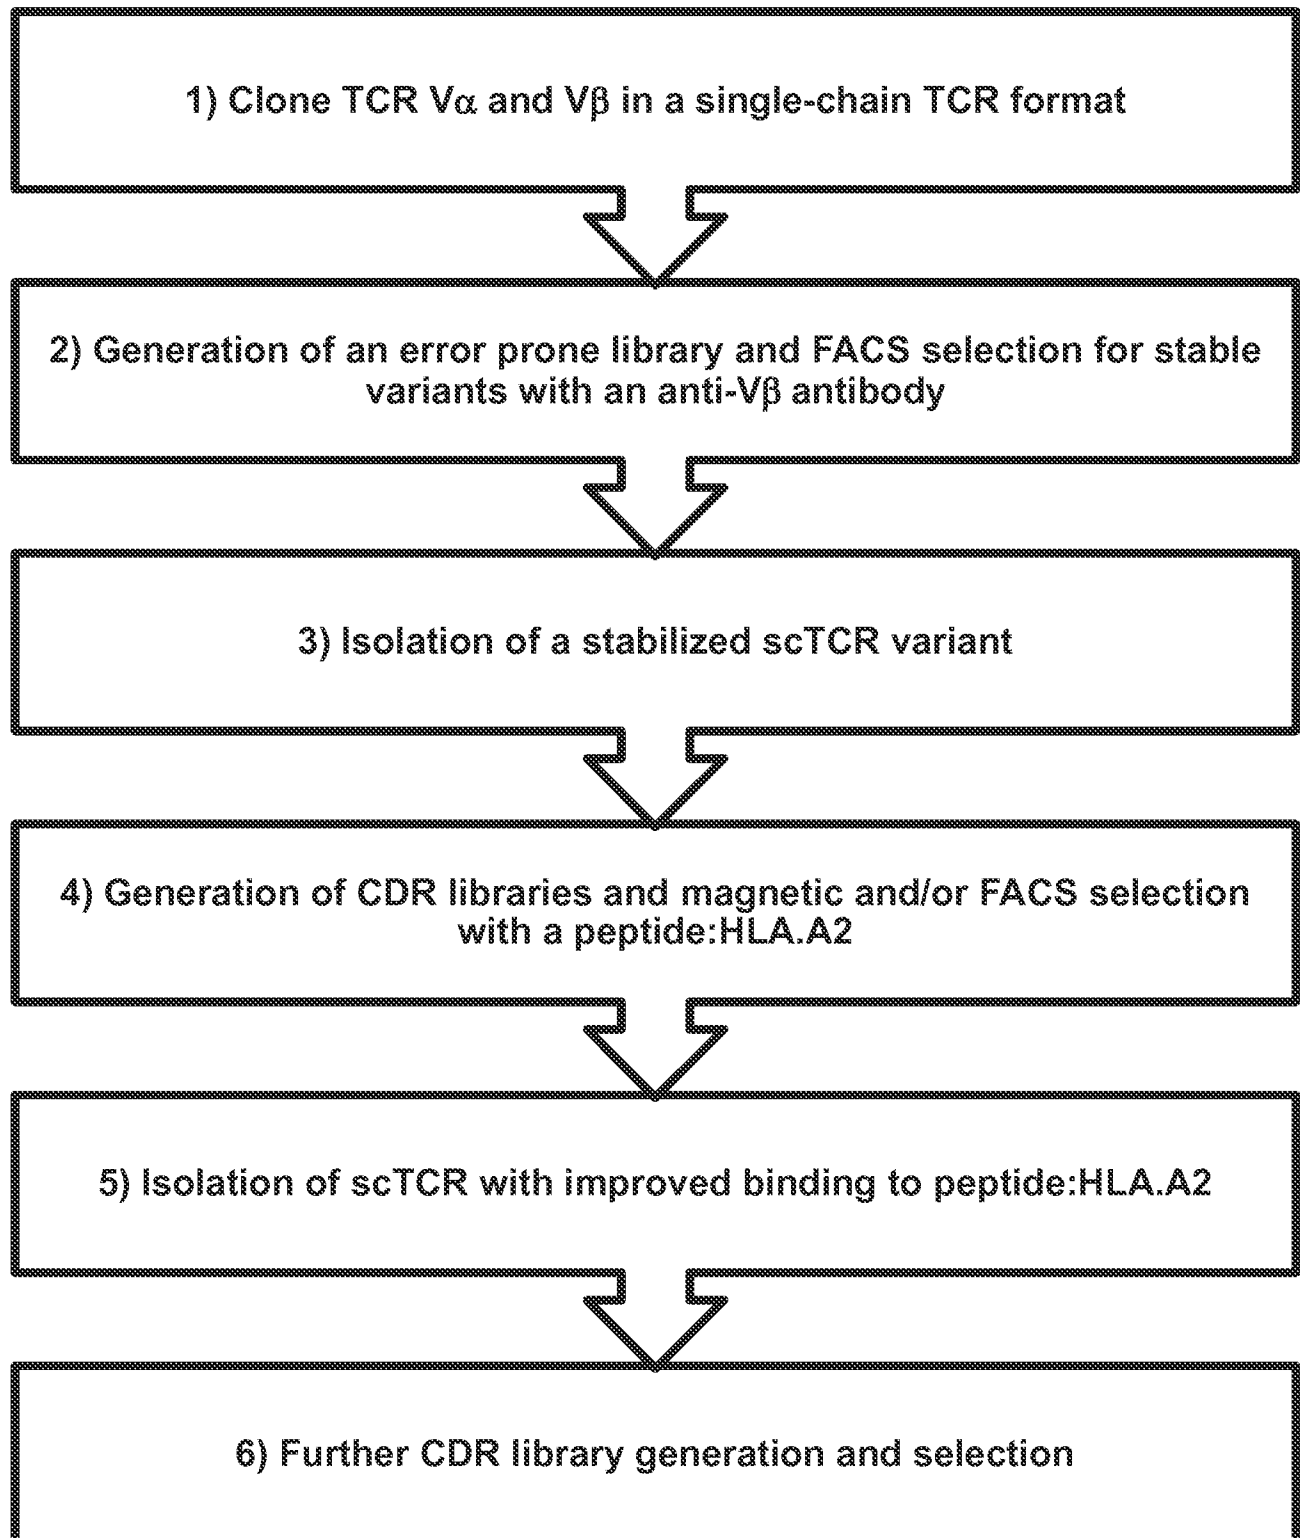 1) Clone TCR Vα and Vβ in a single-chain TCR format
2) Generation of an error prone library and FACS selection for stable
variants with an anti-Vβ antibody
3) Isolation of a stabilized scTCR variant
4) Generation of CDR libraries and magnetic and/or FACS selection
with a peptide:HLA.A2
5) Isolation of scTCR with improved binding to peptide:HLA.A2
6) Further CDR library generation and selection